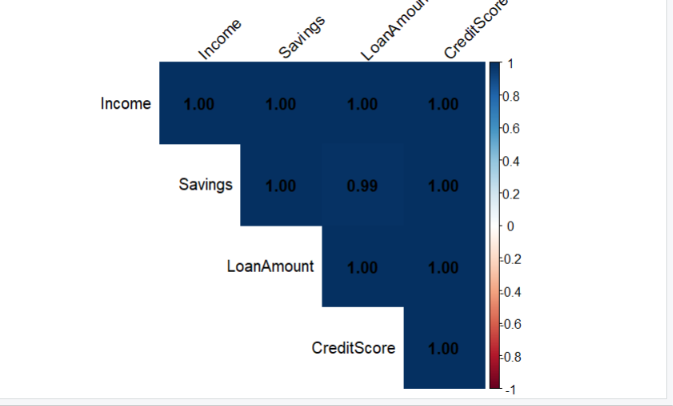 Income
Savings
LoanAmount
CreditScore
Income 1.00 1.00 1.00 1.00
Savings 1.00 0.99 1.00
LoanAmount 1.00 1.00
CreditScore 1.00
1
0.8
0.6
0.4
0.2
0
-0.2
-0.4
-0.6
-0.8
-1